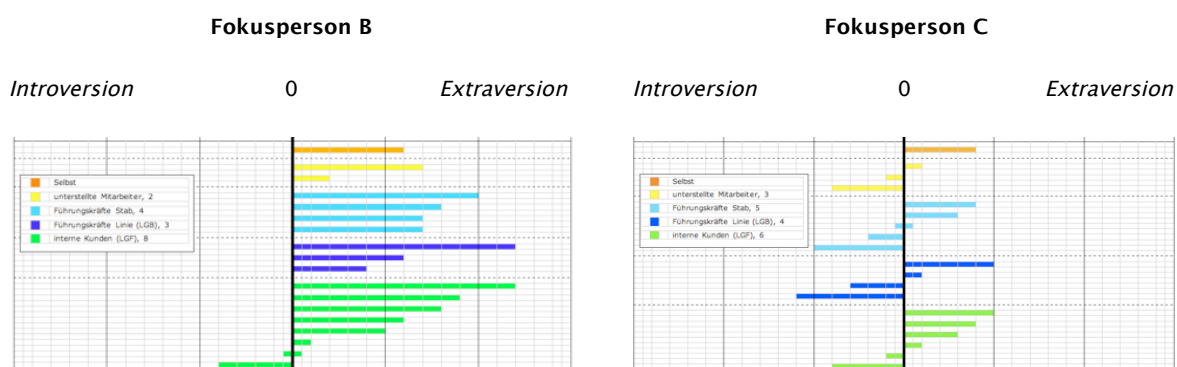 Fokusperson B
Introversion 0 Extraversion
Selbst
unterstellte Mitarbeiter, 2
Führungskräfte Stab, 4
Führungskräfte Linie (LGB), 3
interne Kunden (LGF), 8
Fokusperson C
Introversion 0 Extraversion
Selbst
unterstellte Mitarbeiter, 3
Führungskräfte Stab, 5
Führungskräfte Linie (LGB), 4
interne Kunden (LGF), 6